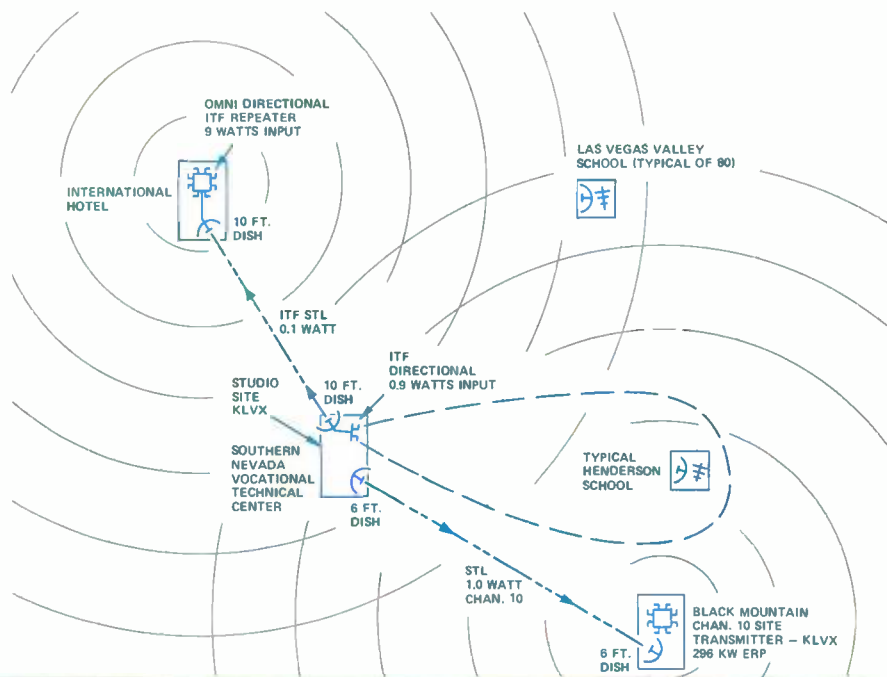 OMNI DIRECTIONAL
ITF REPEATER
9 WATTS INPUT
LAS VEGAS VALLEY
SCHOOL (TYPICAL OF 80)
INTERNATIONAL
HOTEL
10 FT.
DISH
ITF STL
0.1 WATT
ITF
DIRECTIONAL
0.9 WATTS INPUT
STUDIO
SITE
KLVX
10 FT.
DISH
SOUTHERN
NEVADA
VOCATIONAL
TECHNICAL
CENTER
TYPICAL
HENDERSON
SCHOOL
6 FT.
DISH
STL
1.0 WATT
CHAN. 10
BLACK MOUNTAIN
CHAN. 10 SITE
TRANSMITTER – KLVX
296 KW ERP
6 FT.
DISH